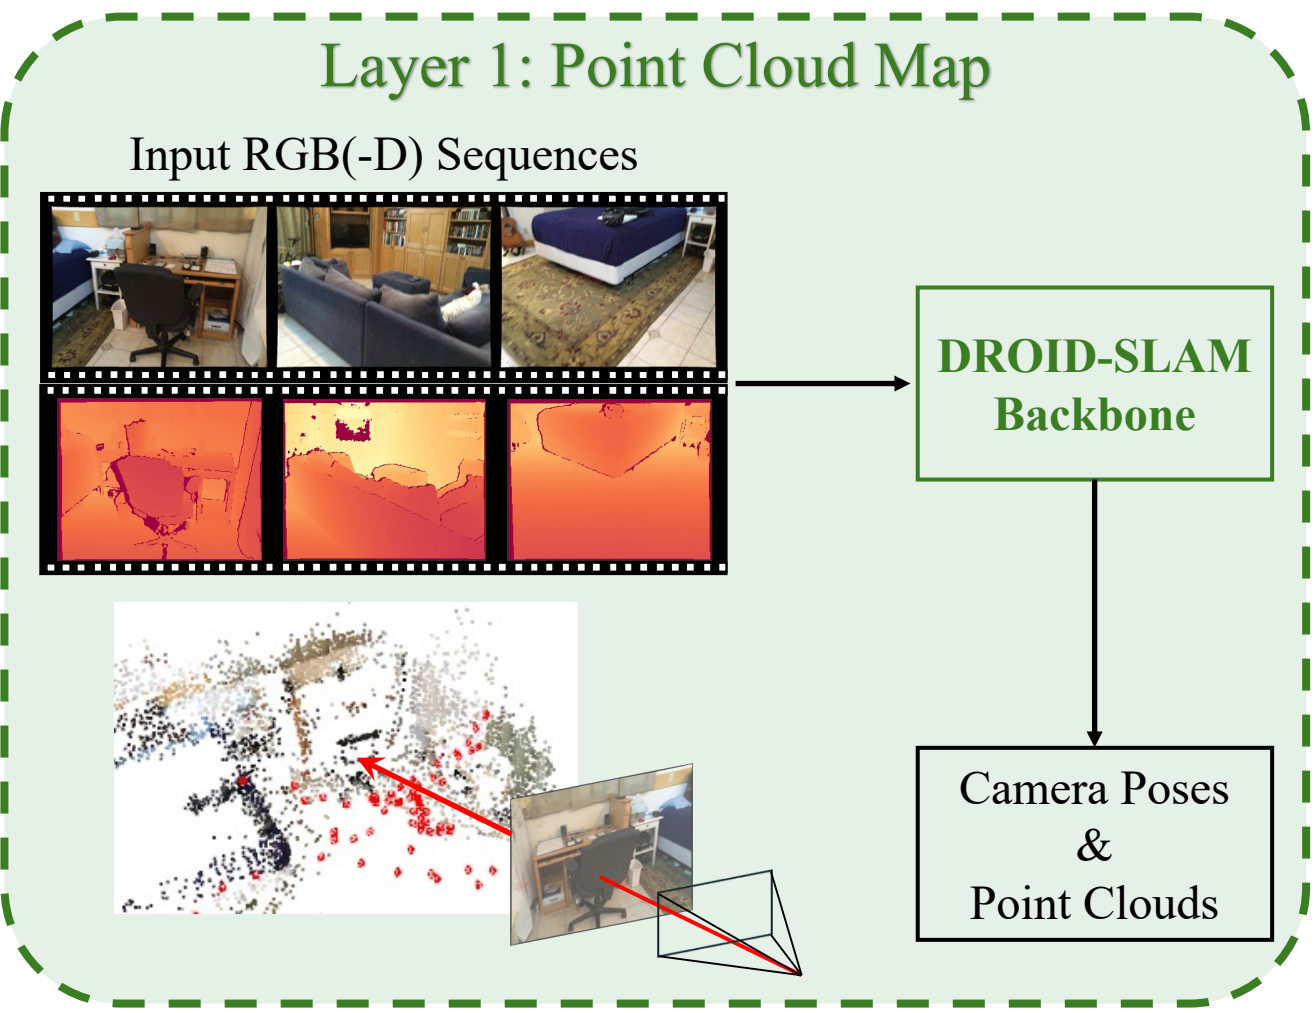 Layer 1: Point Cloud Map
Input RGB(-D) Sequences
DROID-SLAM
Backbone
Camera Poses
&
Point Clouds